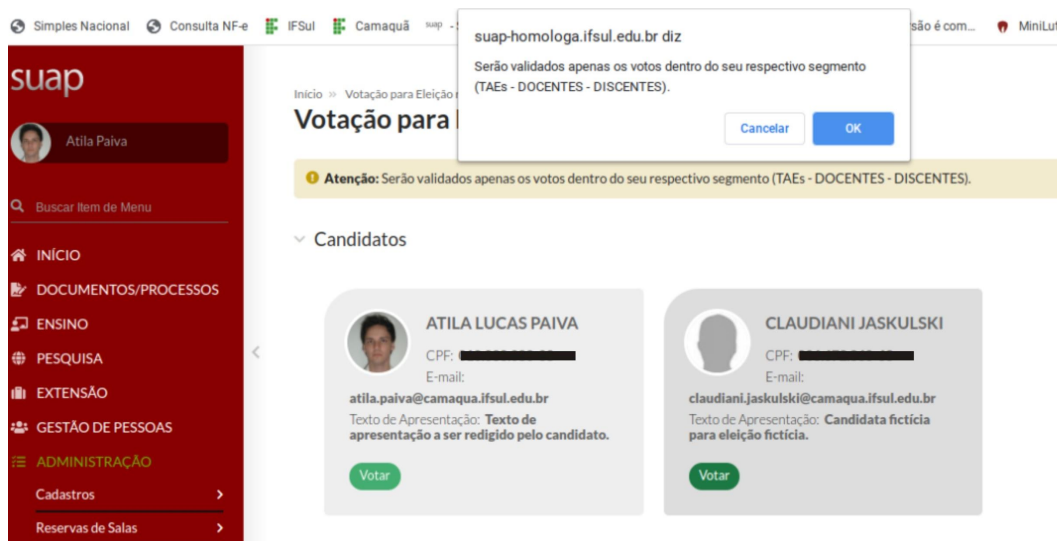 Simples Nacional
Consulta NF-e
IFSul
Camaquã
suap
são é com...
MiniLut
suap-homologa.ifsul.edu.br diz
Serão validados apenas os votos dentro do seu respectivo segmento
(TAEs - DOCENTES - DISCENTES).
Cancelar
OK
suap
Atila Paiva
Buscar Item de Menu
INÍCIO
DOCUMENTOS/PROCESSOS
ENSINO
PESQUISA
EXTENSÃO
GESTÃO DE PESSOAS
ADMINISTRAÇÃO
Cadastros
Reservas de Salas
Início » Votação para Eleição
Votação para
Atenção: Serão validados apenas os votos dentro do seu respectivo segmento (TAEs - DOCENTES - DISCENTES).
Candidatos
ATILA LUCAS PAIVA
CPF:
E-mail:
atila.paiva@camaqua.ifsul.edu.br
Texto de Apresentação: Texto de
apresentação a ser redigido pelo candidato.
Votar
CLAUDIANI JASKULSKI
CPF:
E-mail:
claudiani.jaskulski@camaqua.ifsul.edu.br
Texto de Apresentação: Candidata fictícia
para eleição fictícia.
Votar